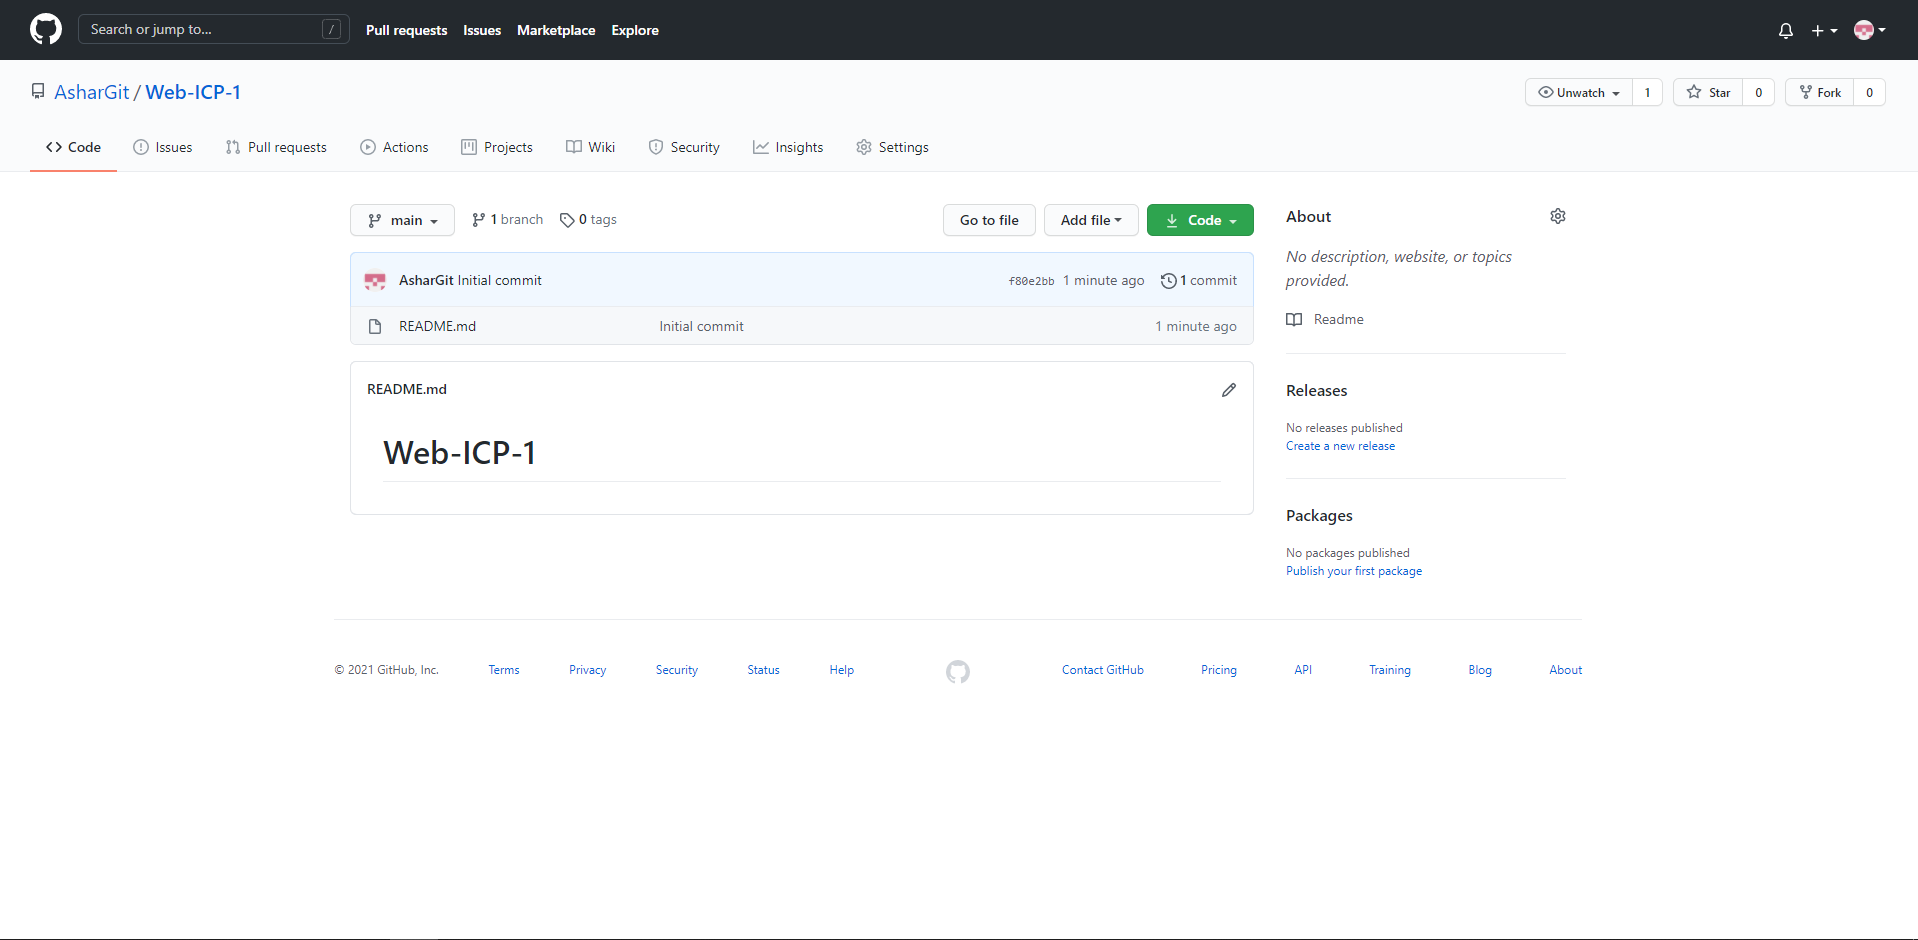 Search or jump to... /
Pull requests Issues Marketplace Explore
AsharGit / Web-ICP-1
Unwatch 1 Star 0 Fork 0
Code Issues Pull requests Actions Projects Wiki Security Insights Settings
main 1 branch 0 tags Go to file Add file Code
AsharGit Initial commit f80e2bb 1 minute ago 1 commit
README.md Initial commit 1 minute ago
README.md
Web-ICP-1
About
No description, website, or topics
provided.
Readme
Releases
No releases published
Create a new release
Packages
No packages published
Publish your first package
© 2021 GitHub, Inc. Terms Privacy Security Status Help Contact GitHub Pricing API Training Blog About